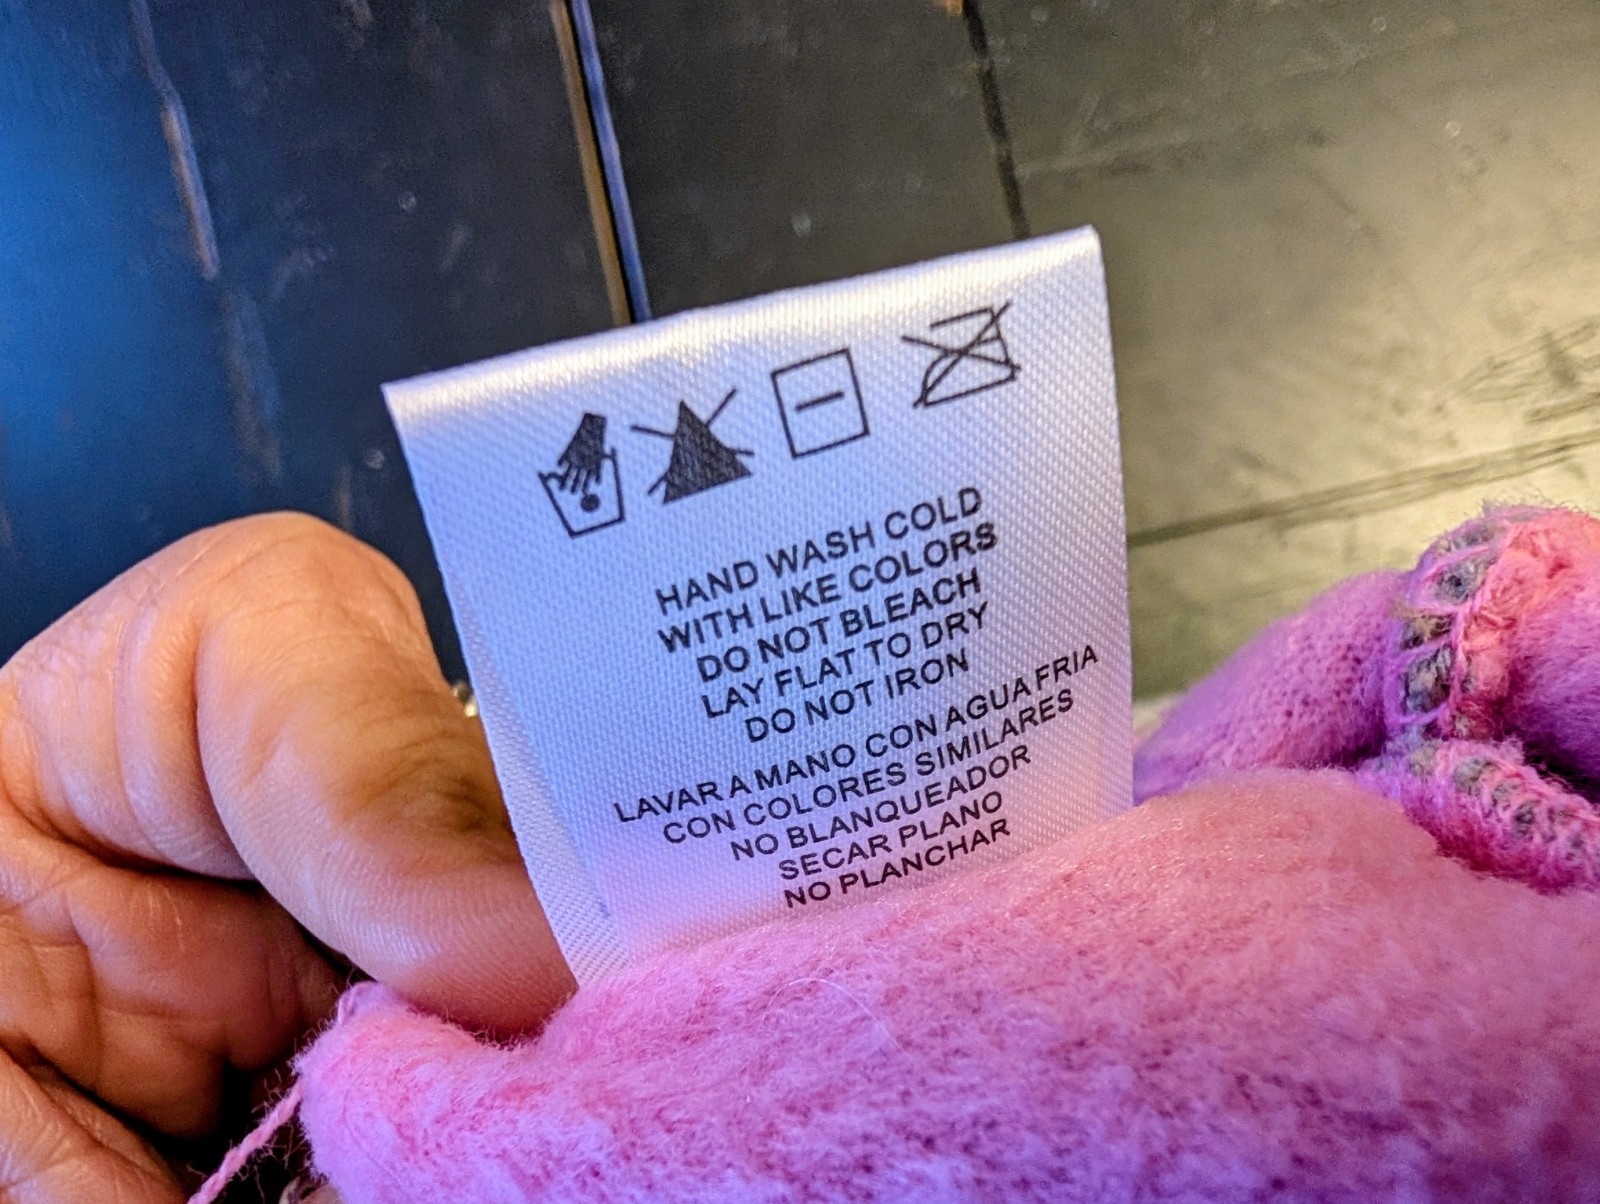 HAND WASH COLD
WITH LIKE COLORS
DO NOT BLEACH
LAY FLAT TO DRY
DO NOT IRON
LAVAR A MANO CON AGUA FRIA
CON COLORES SIMILARES
NO BLANQUEADOR
SECAR PLANO
NO PLANCHAR